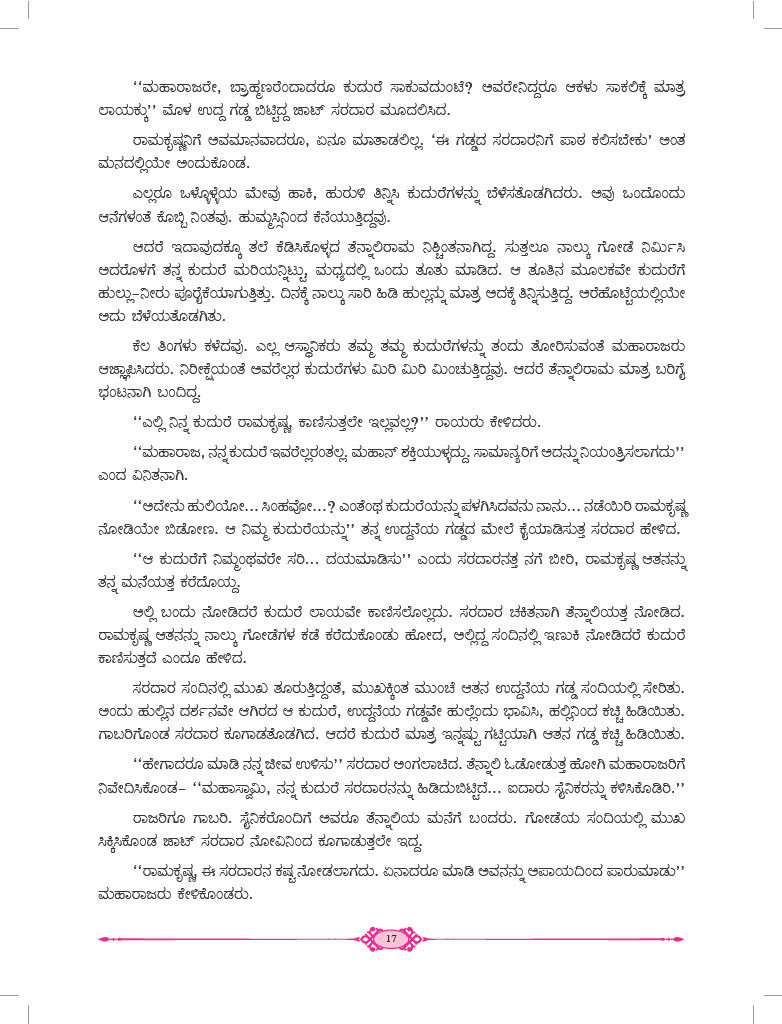 ‘‘ಮಹಾರಾಜರೇ, ಬ್ರಾಹ್ಮಣರೆಂದಾದರೂ ಕುದುರೆ ಸಾಕುವದುಂಟೆ? ಅವರೇನಿದ್ದರೂ ಆಕಳು ಸಾಕಲಿಕ್ಕೆ ಮಾತ್ರ
ಲಾಯಕ್ಕು’’ ಮೊಳ ಉದ್ದ ಗಡ್ಡ ಬಿಟ್ಟಿದ್ದ ಜಾಟ್ ಸರದಾರ ಮೂದಲಿಸಿದ.
ರಾಮಕೃಷ್ಣನಿಗೆ ಅವಮಾನವಾದರೂ, ಏನೂ ಮಾತಾಡಲಿಲ್ಲ. ‘ಈ ಗಡ್ಡದ ಸರದಾರನಿಗೆ ಪಾಠ ಕಲಿಸಬೇಕು’ ಅಂತ
ಮನದಲ್ಲಿಯೇ ಅಂದುಕೊಂಡ.
ಎಲ್ಲರೂ ಒಳ್ಳೊಳ್ಳೆಯ ಮೇವು ಹಾಕಿ, ಹುರುಳಿ ತಿನ್ನಿಸಿ ಕುದುರೆಗಳನ್ನು ಬೆಳೆಸತೊಡಗಿದರು. ಅವು ಒಂದೊಂದು
ಆನೆಗಳಂತೆ ಕೊಬ್ಬಿ ನಿಂತವು. ಹುಮ್ಮಸ್ಸಿನಿಂದ ಕೆನೆಯುತ್ತಿದ್ದವು.
ಆದರೆ ಇದಾವುದಕ್ಕೂ ತಲೆ ಕೆಡಿಸಿಕೊಳ್ಳದ ತೆನ್ನಾಲಿರಾಮ ನಿಶ್ಚಿಂತನಾಗಿದ್ದ. ಸುತ್ತಲೂ ನಾಲ್ಕು ಗೋಡೆ ನಿರ್ಮಿಸಿ
ಅದರೊಳಗೆ ತನ್ನ ಕುದುರೆ ಮರಿಯನ್ನಿಟ್ಟು, ಮಧ್ಯದಲ್ಲಿ ಒಂದು ತೂತು ಮಾಡಿದ. ಆ ತೂತಿನ ಮೂಲಕವೇ ಕುದುರೆಗೆ
ಹುಲ್ಲು–ನೀರು ಪೂರೈಕೆಯಾಗುತ್ತಿತ್ತು. ದಿನಕ್ಕೆ ನಾಲ್ಕು ಸಾರಿ ಹಿಡಿ ಹುಲ್ಲನ್ನು ಮಾತ್ರ ಅದಕ್ಕೆ ತಿನ್ನಿಸುತ್ತಿದ್ದ. ಅರೆಹೊಟ್ಟೆಯಲ್ಲಿಯೇ
ಅದು ಬೆಳೆಯತೊಡಗಿತು.
ಕೆಲ ತಿಂಗಳು ಕಳೆದವು. ಎಲ್ಲ ಆಸ್ಥಾನಿಕರು ತಮ್ಮ ತಮ್ಮ ಕುದುರೆಗಳನ್ನು ತಂದು ತೋರಿಸುವಂತೆ ಮಹಾರಾಜರು
ಆಜ್ಞಾಪಿಸಿದರು. ನಿರೀಕ್ಷೆಯಂತೆ ಅವರೆಲ್ಲರ ಕುದುರೆಗಳು ಮಿರಿ ಮಿರಿ ಮಿಂಚುತ್ತಿದ್ದವು. ಆದರೆ ತೆನ್ನಾಲಿರಾಮ ಮಾತ್ರ ಬರಿಗೈ
ಭಂಟನಾಗಿ ಬಂದಿದ್ದ.
‘‘ಎಲ್ಲಿ ನಿನ್ನ ಕುದುರೆ ರಾಮಕೃಷ್ಣ, ಕಾಣಿಸುತ್ತಲೇ ಇಲ್ಲವಲ್ಲ?’’ ರಾಯರು ಕೇಳಿದರು.
‘‘ಮಹಾರಾಜ, ನನ್ನ ಕುದುರೆ ಇವರೆಲ್ಲರಂತಲ್ಲ. ಮಹಾನ್ ಶಕ್ತಿಯುಳ್ಳದ್ದು. ಸಾಮಾನ್ಯರಿಗೆ ಅದನ್ನು ನಿಯಂತ್ರಿಸಲಾಗದು’’
ಎಂದ ವಿನಿತನಾಗಿ.
‘‘ಅದೇನು ಹುಲಿಯೋ... ಸಿಂಹವೋ...? ಎಂತೆಂಥ ಕುದುರೆಯನ್ನು ಪಳಗಿಸಿದವನು ನಾನು... ನಡೆಯಿರಿ ರಾಮಕೃಷ್ಣ
ನೋಡಿಯೇ ಬಿಡೋಣ. ಆ ನಿಮ್ಮ ಕುದುರೆಯನ್ನು’’ ತನ್ನ ಉದ್ದನೆಯ ಗಡ್ಡದ ಮೇಲೆ ಕೈಯಾಡಿಸುತ್ತ ಸರದಾರ ಹೇಳಿದ.
‘‘ಆ ಕುದುರೆಗೆ ನಿಮ್ಮಂಥವರೇ ಸರಿ... ದಯಮಾಡಿಸು’’ ಎಂದು ಸರದಾರನತ್ತ ನಗೆ ಬೀರಿ, ರಾಮಕೃಷ್ಣ ಆತನನ್ನು
ತನ್ನ ಮನೆಯತ್ತ ಕರೆದೊಯ್ದ.
ಅಲ್ಲಿ ಬಂದು ನೋಡಿದರೆ ಕುದುರೆ ಲಾಯವೇ ಕಾಣಿಸಲೊಲ್ಲದು. ಸರದಾರ ಚಕಿತನಾಗಿ ತೆನ್ನಾಲಿಯತ್ತ ನೋಡಿದ.
ರಾಮಕೃಷ್ಣ ಆತನನ್ನು ನಾಲ್ಕು ಗೋಡೆಗಳ ಕಡೆ ಕರೆದುಕೊಂಡು ಹೋದ, ಅಲ್ಲಿದ್ದ ಸಂದಿನಲ್ಲಿ ಇಣುಕಿ ನೋಡಿದರೆ ಕುದುರೆ
ಕಾಣಿಸುತ್ತದೆ ಎಂದೂ ಹೇಳಿದ.
ಸರದಾರ ಸಂದಿನಲ್ಲಿ ಮುಖ ತೂರುತ್ತಿದ್ದಂತೆ, ಮುಖಕ್ಕಿಂತ ಮುಂಚೆ ಆತನ ಉದ್ದನೆಯ ಗಡ್ಡ ಸಂದಿಯಲ್ಲಿ ಸೇರಿತು.
ಅಂದು ಹುಲ್ಲಿನ ದರ್ಶನವೇ ಆಗಿರದ ಆ ಕುದುರೆ, ಉದ್ದನೆಯ ಗಡ್ಡವೇ ಹುಲ್ಲೆಂದು ಭಾವಿಸಿ, ಹಲ್ಲಿನಿಂದ ಕಚ್ಚಿ ಹಿಡಿಯಿತು.
ಗಾಬರಿಗೊಂಡ ಸರದಾರ ಕೂಗಾಡತೊಡಗಿದ. ಆದರೆ ಕುದುರೆ ಮಾತ್ರ ಇನ್ನಷ್ಟು ಗಟ್ಟಿಯಾಗಿ ಆತನ ಗಡ್ಡ ಕಚ್ಚಿ ಹಿಡಿಯಿತು.
‘‘ಹೇಗಾದರೂ ಮಾಡಿ ನನ್ನ ಜೀವ ಉಳಿಸು’’ ಸರದಾರ ಅಂಗಲಾಚಿದ. ತೆನ್ನಾಲಿ ಓಡೋಡುತ್ತ ಹೋಗಿ ಮಹಾರಾಜರಿಗೆ
ನಿವೇದಿಸಿಕೊಂಡ– ‘‘ಮಹಾಸ್ವಾಮಿ, ನನ್ನ ಕುದುರೆ ಸರದಾರನನ್ನು ಹಿಡಿದುಬಿಟ್ಟಿದೆ... ಐದಾರು ಸೈನಿಕರನ್ನು ಕಳಿಸಿಕೊಡಿರಿ.’’
ರಾಜರಿಗೂ ಗಾಬರಿ. ಸೈನಿಕರೊಂದಿಗೆ ಅವರೂ ತೆನ್ನಾಲಿಯ ಮನೆಗೆ ಬಂದರು. ಗೋಡೆಯ ಸಂದಿಯಲ್ಲಿ ಮುಖ
ಸಿಕ್ಕಿಸಿಕೊಂಡ ಜಾಟ್ ಸರದಾರ ನೋವಿನಿಂದ ಕೂಗಾಡುತ್ತಲೇ ಇದ್ದ.
‘‘ರಾಮಕೃಷ್ಣ, ಈ ಸರದಾರನ ಕಷ್ಟ ನೋಡಲಾಗದು. ಏನಾದರೂ ಮಾಡಿ ಅವನನ್ನು ಅಪಾಯದಿಂದ ಪಾರುಮಾಡು’’
ಮಹಾರಾಜರು ಕೇಳಿಕೊಂಡರು.
17